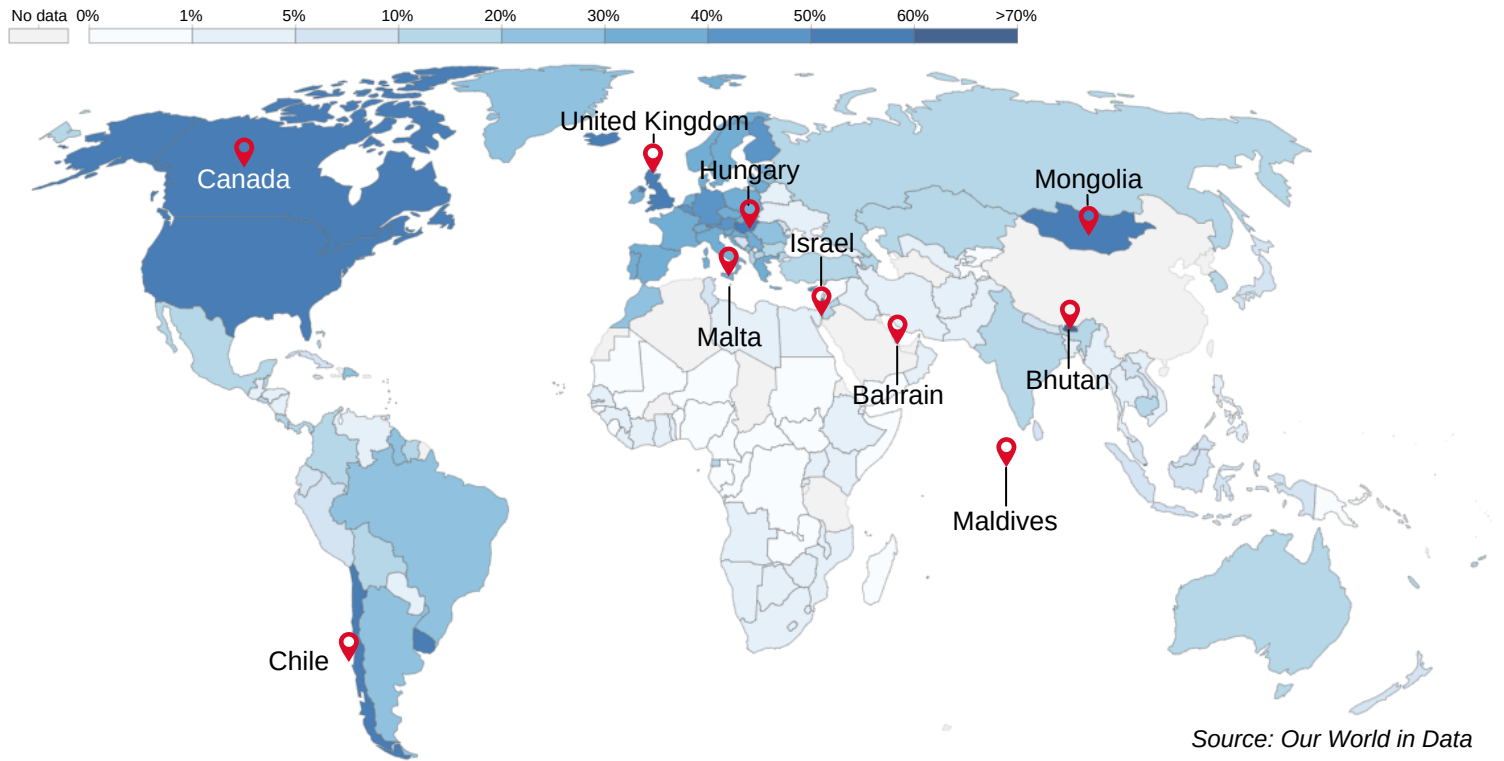 No data 0% 1% 5% 10% 20% 30% 40% 50% 60% >70%
United Kingdom
Hungary
Canada
Mongolia
Israel
Malta
Bahrain
Bhutan
Maldives
Chile
Source: Our World in Data